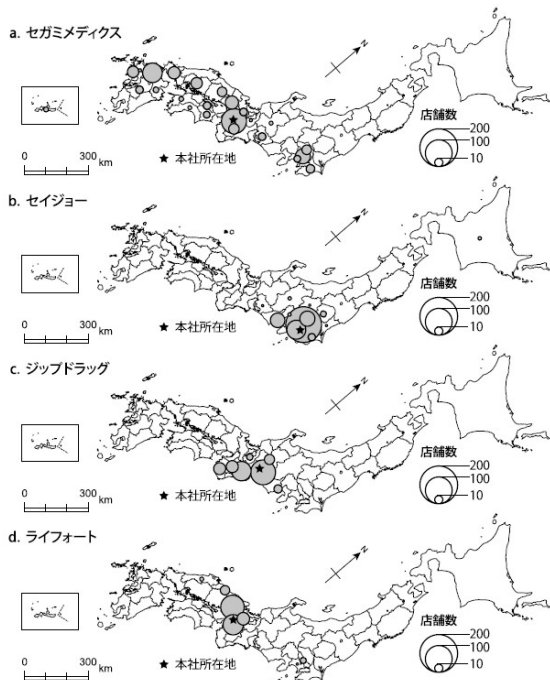 a. セガミメディクス
N
店舗数
200
100
10
0 300 km
★ 本社所在地
b. セイジョー
N
店舗数
200
100
10
0 300 km
★ 本社所在地
c. ジップドラッグ
N
店舗数
200
100
10
0 300 km
★ 本社所在地
d. ライフォート
N
店舗数
200
100
10
0 300 km
★ 本社所在地